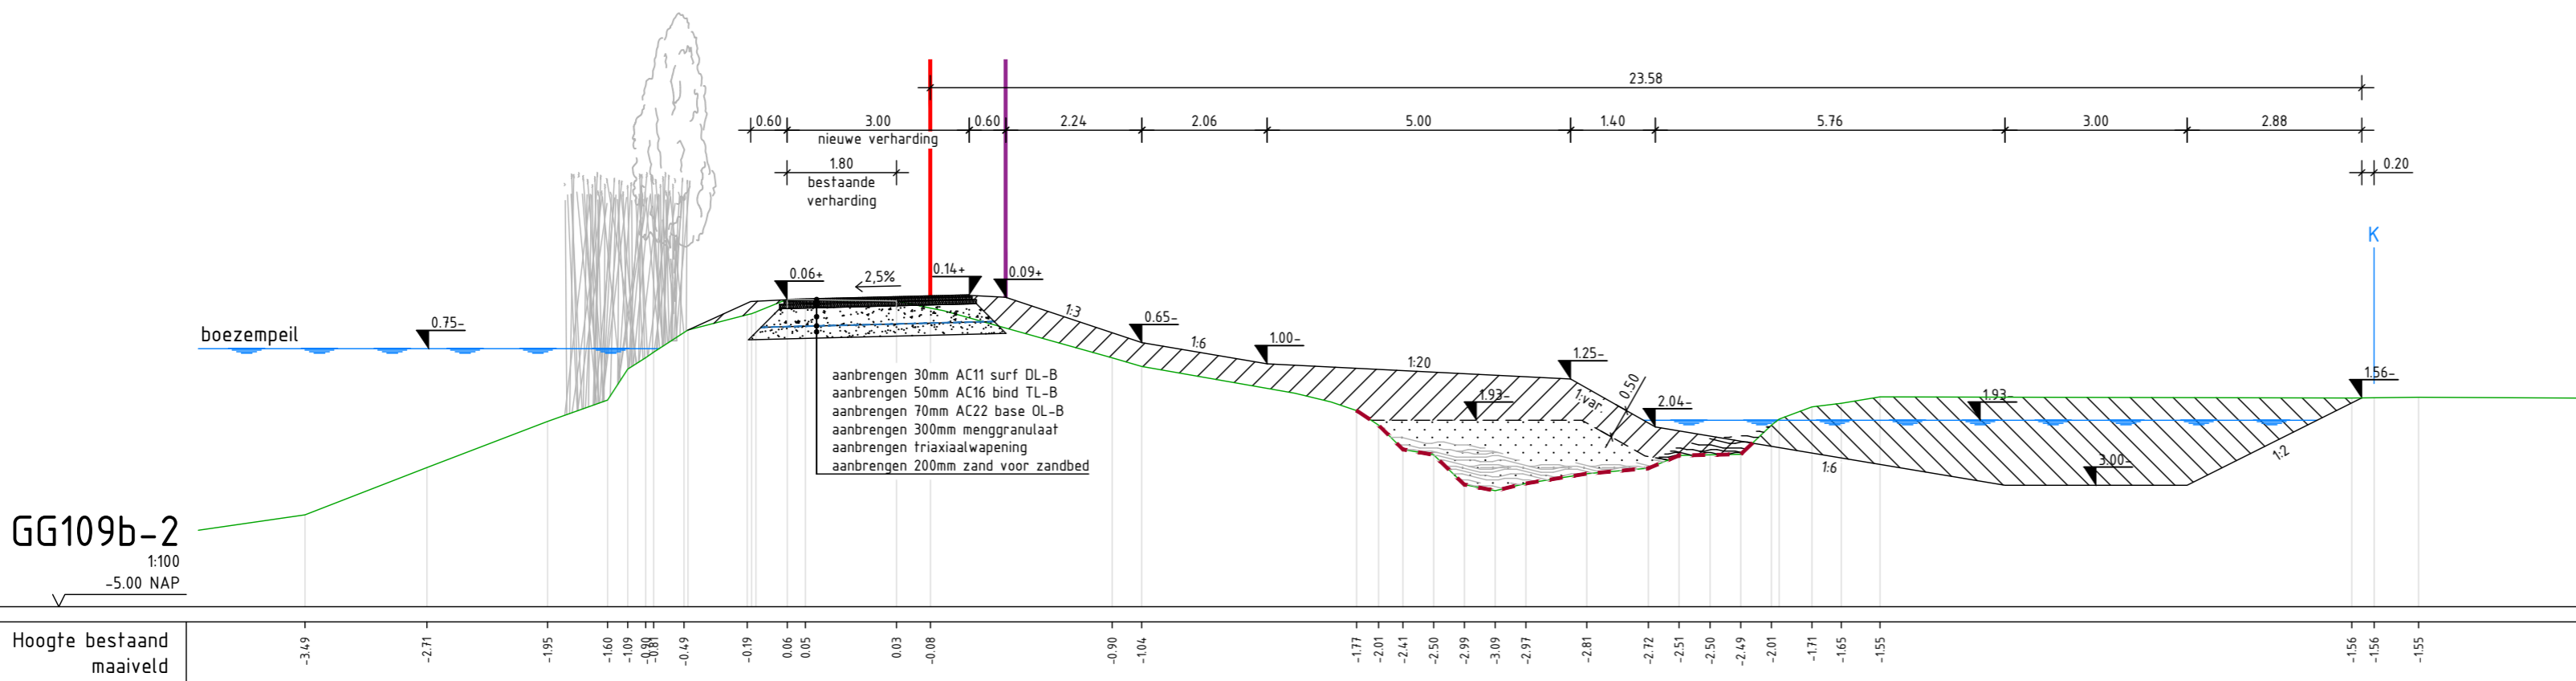 23.58
0.60 3.00 0.60 2.24 2.06 5.00 1.40 5.76 3.00 2.88
nieuwe verharding
1.80
0.20
bestaande
verharding
K
0.06+ 2,5% 0.14+ 0.09+
1:3
0.75- 0.65-
boezempeil
1:6
1.00-
1:20
1.25-
1.56-
aanbrengen 30mm AC11 surf DL-B
aanbrengen 50mm AC16 bind TL-B
aanbrengen 70mm AC22 base OL-B
aanbrengen 300mm menggranulaat
aanbrengen triaxiaalwapening
aanbrengen 200mm zand voor zandbed
1.93-
1:var.
0.50
2.04-
1.93-
1:6
3.00-
1:2
GG109b-2
1:100
-5.00 NAP
Hoogte bestaand
maaiveld
-3.49 -2.71 -1.95 -1.60 -1.09 -0.90 -0.81 -0.49 -0.19 0.06 0.05 0.03 -0.08 -0.90 -1.04 -1.77 -2.01 -2.41 -2.50 -2.99 -3.09 -2.97 -2.81 -2.72 -2.51 -2.50 -2.49 -2.01 -1.71 -1.65 -1.55 -1.56 -1.56 -1.55